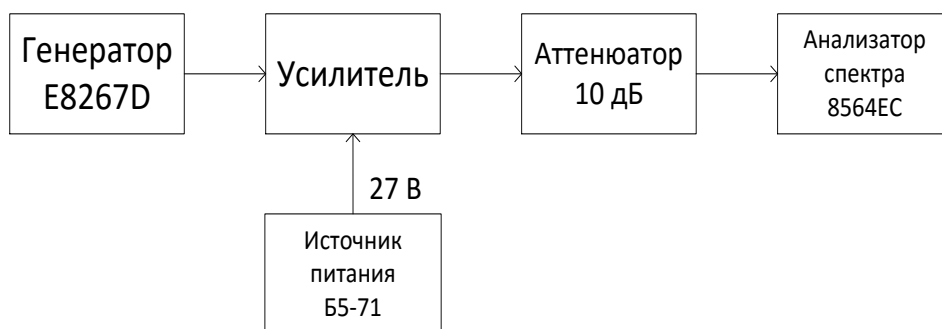 Генератор
E8267D
Усилитель
Аттенюатор
10 дБ
Анализатор
спектра
8564EC
27 В
Источник
питания
Б5-71